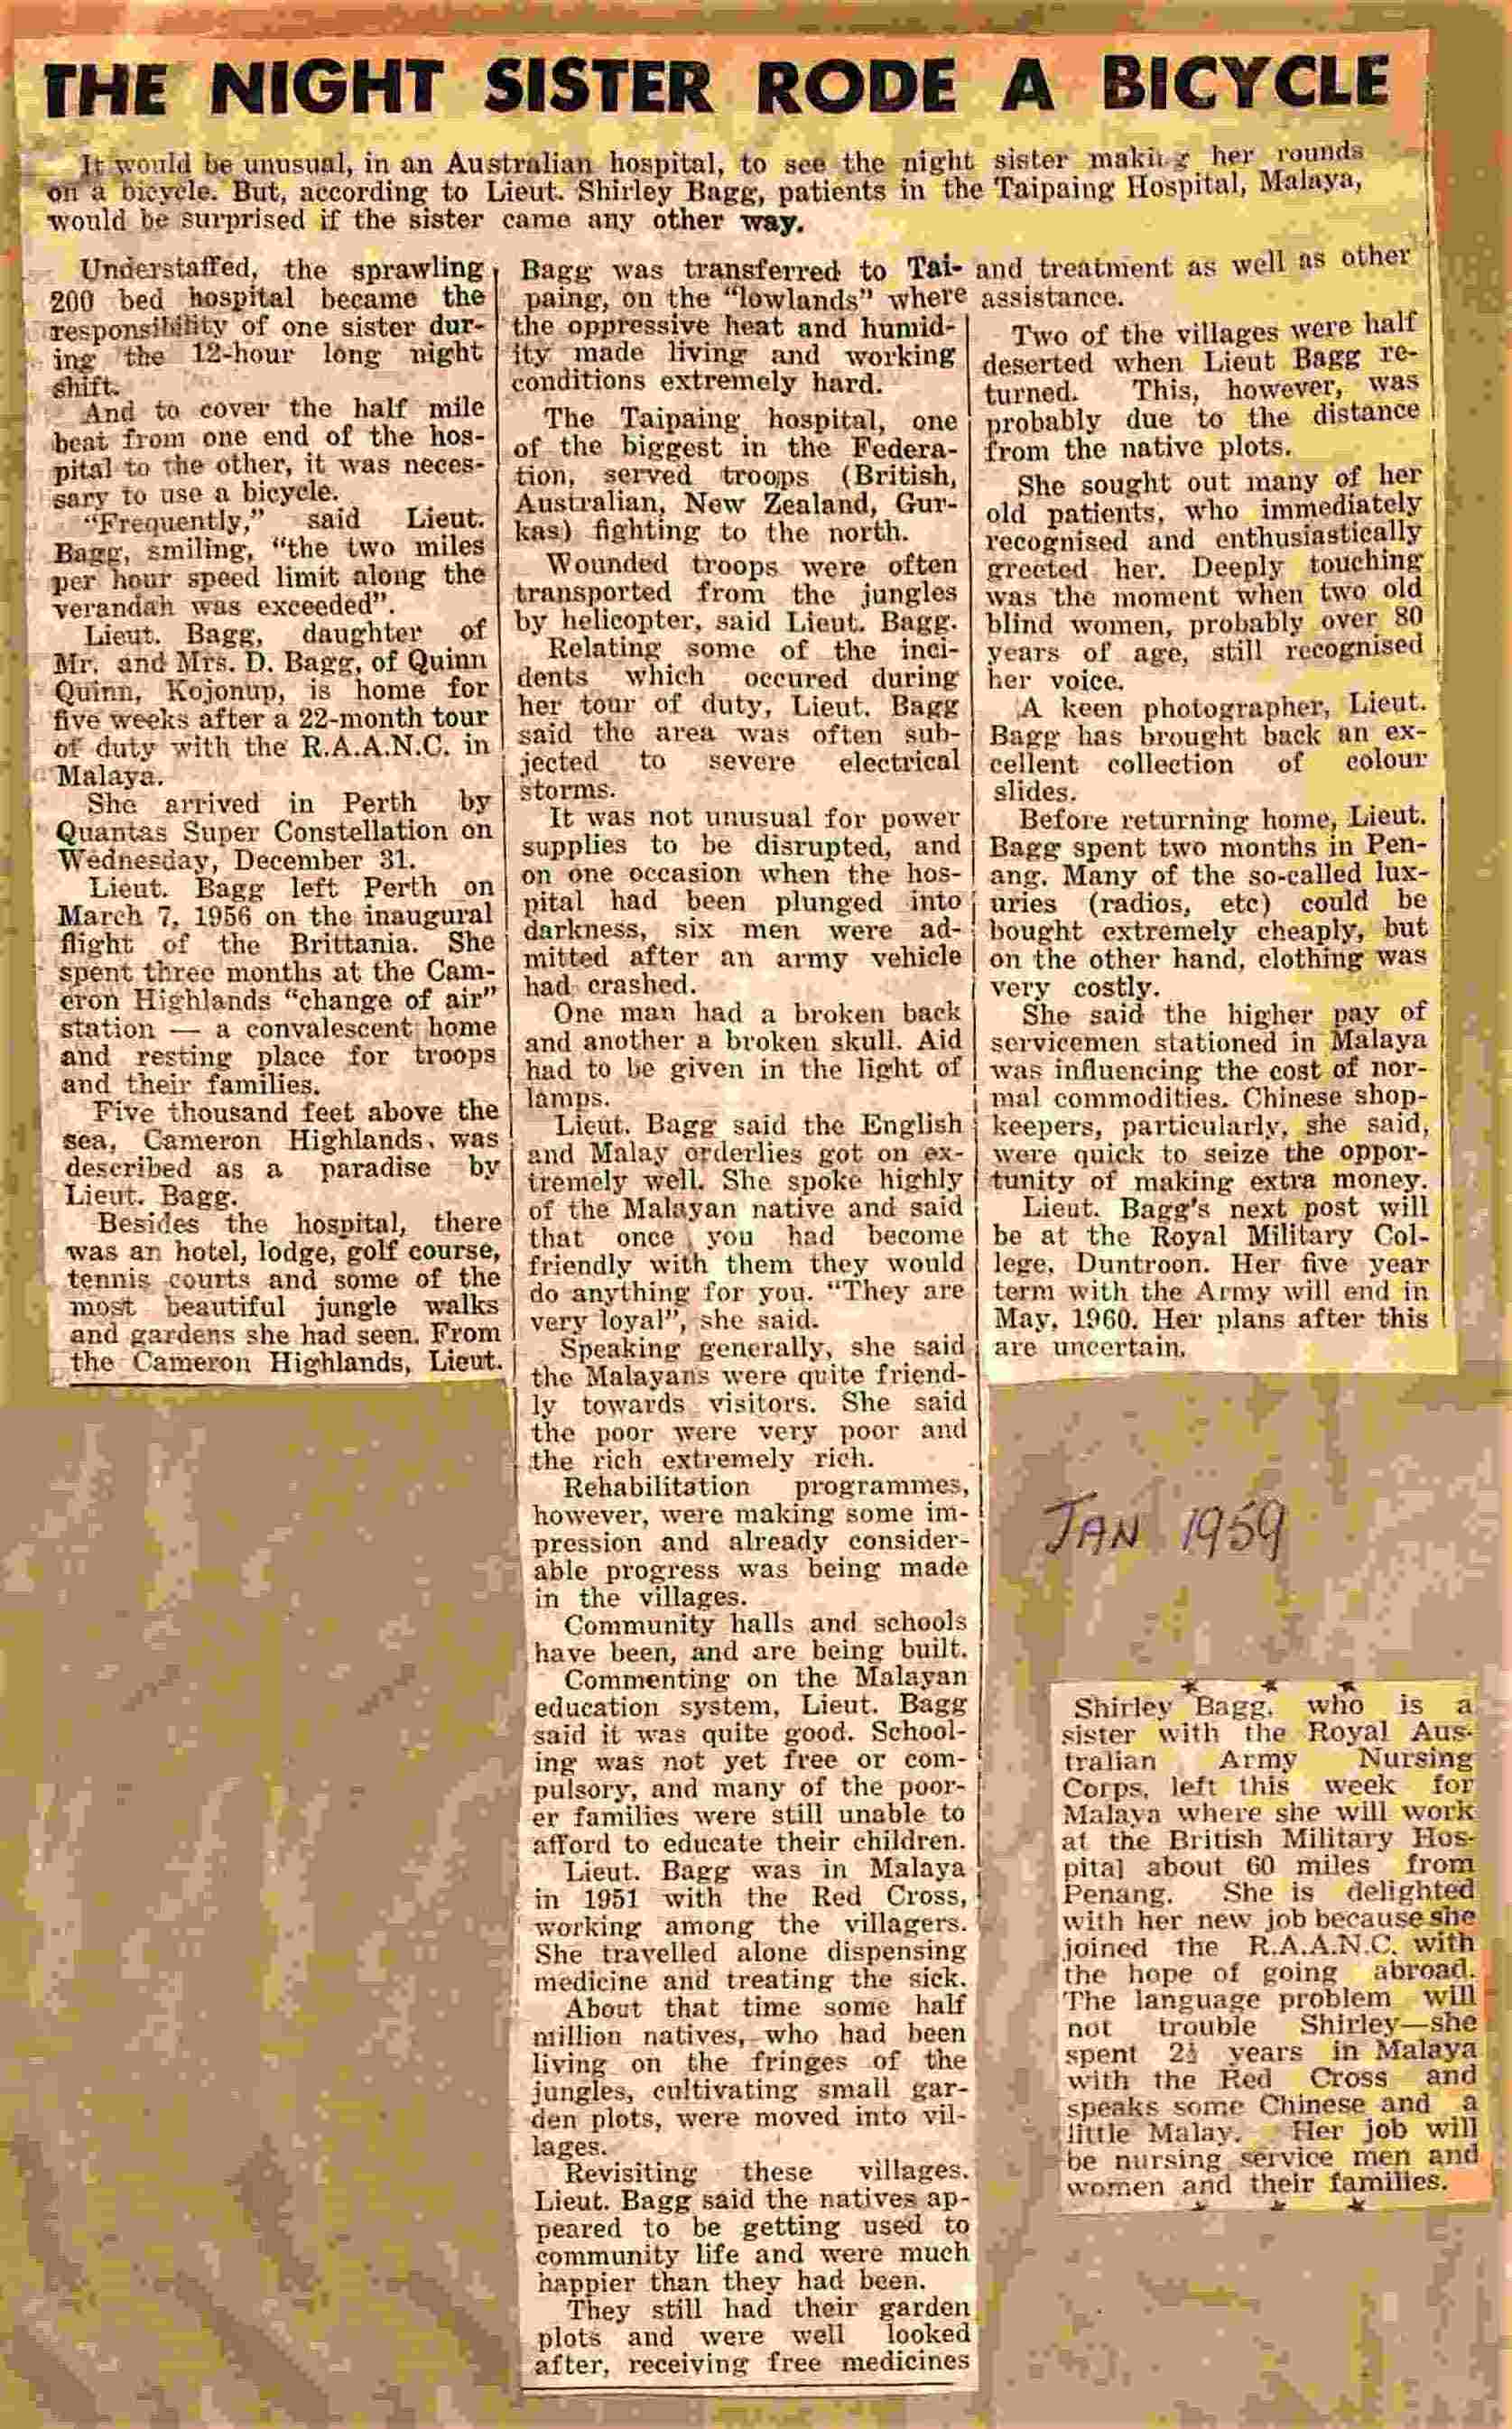 THE NIGHT SISTER RODE A BICYCLE
It would be unusual, in an Australian hospital, to see the night sister making her rounds
on a bicycle. But, according to Lieut. Shirley Bagg, patients in the Taipaing Hospital, Malaya,
would be surprised if the sister came any other way.
Understaffed, the sprawling
200 bed hospital became the
responsibility of one sister dur-
ing the 12-hour long night
shift.
And to cover the half mile
beat from one end of the hos-
pital to the other, it was neces-
sary to use a bicycle.
"Frequently," said Lieut.
Bagg, smiling, "the two miles
per hour speed limit along the
verandah was exceeded".
Lieut. Bagg, daughter of
Mr. and Mrs. D. Bagg, of Quinn
Quinn, Kojonup, is home for
five weeks after a 22-month tour
of duty with the R.A.A.N.C. in
Malaya.
She arrived in Perth by
Quantas Super Constellation on
Wednesday, December 31.
Lieut. Bagg left Perth on
March 7, 1956 on the inaugural
flight of the Brittania. She
spent three months at the Cam-
eron Highlands "change of air"
station — a convalescent home
and resting place for troops
and their families.
Five thousand feet above the
sea, Cameron Highlands, was
described as a paradise by
Lieut. Bagg.
Besides the hospital, there
was an hotel, lodge, golf course,
tennis courts and some of the
most beautiful jungle walks
and gardens she had seen. From
the Cameron Highlands, Lieut.
Bagg was transferred to Tai-
paing, on the "lowlands" where
the oppressive heat and humid-
ity made living and working
conditions extremely hard.
The Taipaing hospital, one
of the biggest in the Federa-
tion, served troops (British,
Australian, New Zealand, Gur-
kas) fighting to the north.
Wounded troops were often
transported from the jungles
by helicopter, said Lieut. Bagg.
Relating some of the inci-
dents which occured during
her tour of duty, Lieut. Bagg
said the area was often sub-
jected to severe electrical
storms.
It was not unusual for power
supplies to be disrupted, and
on one occasion when the hos-
pital had been plunged into
darkness, six men were ad-
mitted after an army vehicle
had crashed.
One man had a broken back
and another a broken skull. Aid
had to be given in the light of
lamps.
Lieut. Bagg said the English
and Malay orderlies got on ex-
tremely well. She spoke highly
of the Malayan native and said
that once you had become
friendly with them they would
do anything for you. "They are
very loyal", she said.
Speaking generally, she said
the Malayans were quite friend-
ly towards visitors. She said
the poor were very poor and
the rich extremely rich.
Rehabilitation programmes,
however, were making some im-
pression and already consider-
able progress was being made
in the villages.
Community halls and schools
have been, and are being built.
Commenting on the Malayan
education system, Lieut. Bagg
said it was quite good. School-
ing was not yet free or com-
pulsory, and many of the poor-
er families were still unable to
afford to educate their children.
Lieut. Bagg was in Malaya
in 1951 with the Red Cross,
working among the villagers.
She travelled alone dispensing
medicine and treating the sick.
About that time some half
million natives, who had been
living on the fringes of the
jungles, cultivating small gar-
den plots, were moved into vil-
lages.
Revisiting these villages.
Lieut. Bagg said the natives ap-
peared to be getting used to
community life and were much
happier than they had been.
They still had their garden
plots and were well looked
after, receiving free medicines
and treatment as well as other
assistance.
Two of the villages were half
deserted when Lieut Bagg re-
turned. This, however, was
probably due to the distance
from the native plots.
She sought out many of her
old patients, who immediately
recognised and enthusiastically
greeted her. Deeply touching
was the moment when two old
blind women, probably over 80
years of age, still recognised
her voice.
A keen photographer, Lieut.
Bagg has brought back an ex-
cellent collection of colour
slides.
Before returning home, Lieut.
Bagg spent two months in Pen-
ang. Many of the so-called lux-
uries (radios, etc) could be
bought extremely cheaply, but
on the other hand, clothing was
very costly.
She said the higher pay of
servicemen stationed in Malaya
was influencing the cost of nor-
mal commodities. Chinese shop-
keepers, particularly, she said,
were quick to seize the oppor-
tunity of making extra money.
Lieut. Bagg's next post will
be at the Royal Military Col-
lege, Duntroon. Her five year
term with the Army will end in
May, 1960. Her plans after this
are uncertain.
JAN 1959
Shirley Bagg, who is a
sister with the Royal Aus-
tralian Army Nursing
Corps, left this week for
Malaya where she will work
at the British Military Hos-
pital about 60 miles from
Penang. She is delighted
with her new job because she
joined the R.A.A.N.C. with
the hope of going abroad.
The language problem will
not trouble Shirley—she
spent 2½ years in Malaya
with the Red Cross and
speaks some Chinese and a
little Malay. Her job will
be nursing service men and
women and their families.